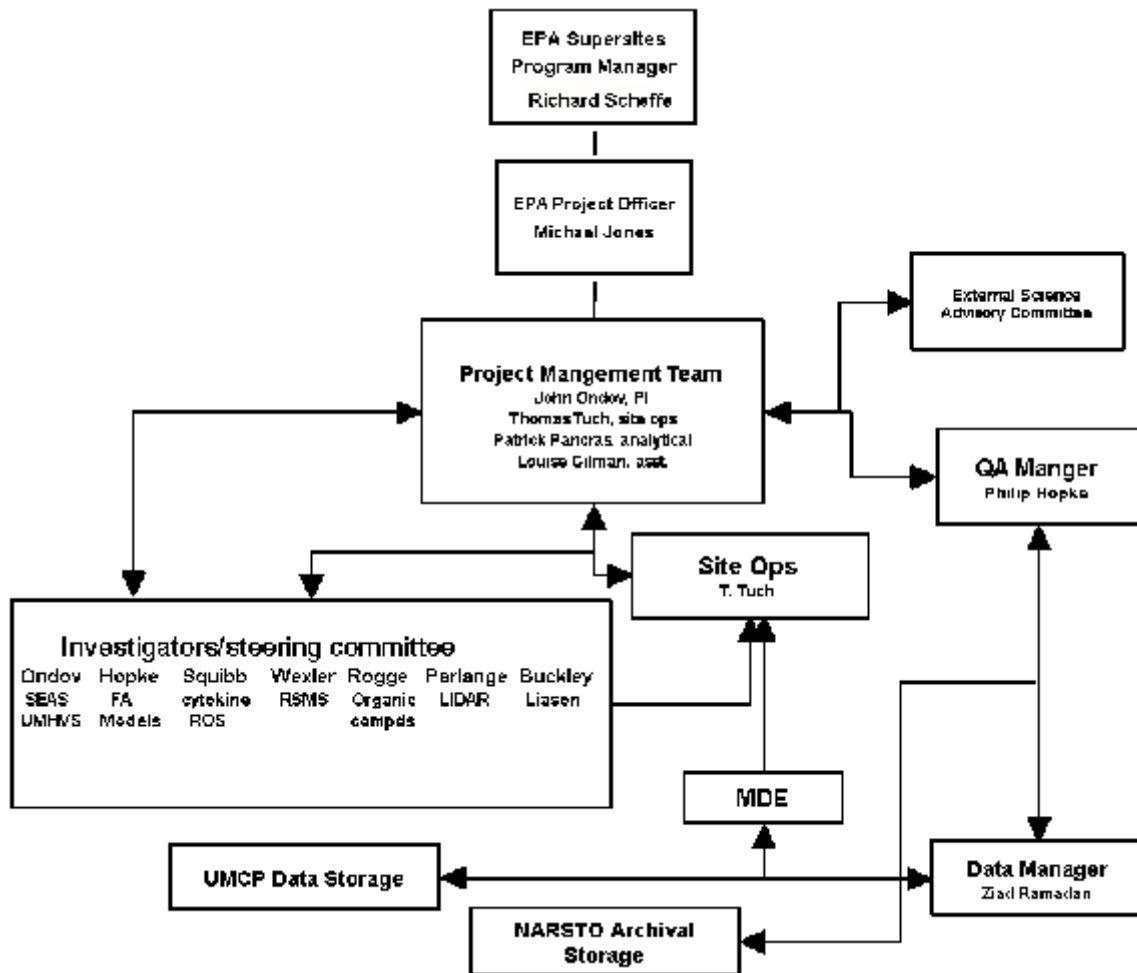 EPA Supersites
Program Manager
Richard Scheffe
EPA Project Officer
Michael Jones
External Science
Advisory Committee
Project Mangement Team
John Ondov, PI
Thomas Tuch, site ops
Patrick Pancras, analytical
Louise Gilman, asst.
QA Manger
Philip Hopke
Site Ops
T. Tuch
Investigators/steering committee
Ondov Hopke Squibb Wexler Rogge Parlange Buckley
SEAS FA cytokine RSMS Organic LIDAR Liason
UMHVS Models ROS compds
MDE
UMCP Data Storage
Data Manager
Ziad Ramadan
NARSTO Archival
Storage